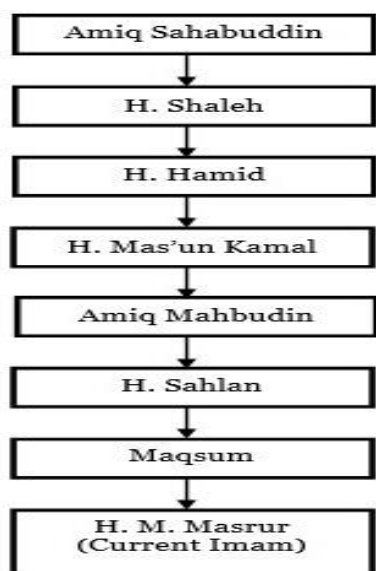 Amiq Sahabuddin
H. Shaleh
H. Hamid
H. Mas’un Kamal
Amiq Mahbudin
H. Sahlan
Maqsum
H. M. Masrur
(Current Imam)